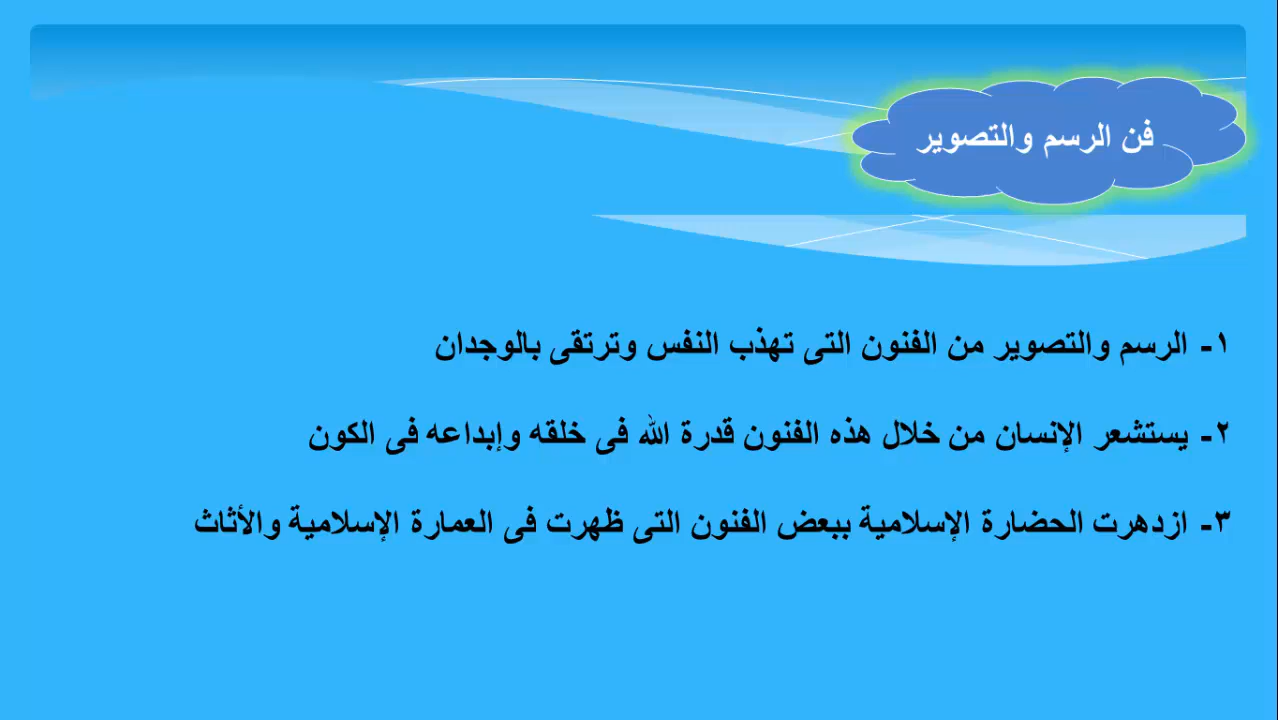 فن الرسم والتصوير
١- الرسم والتصوير من الفنون التى تهذب النفس وترتقى بالوجدان
٢- يستشعر الإنسان من خلال هذه الفنون قدرة الله فى خلقه وإبداعه فى الكون
٣- ازدهرت الحضارة الإسلامية ببعض الفنون التى ظهرت فى العمارة الإسلامية والأثاث